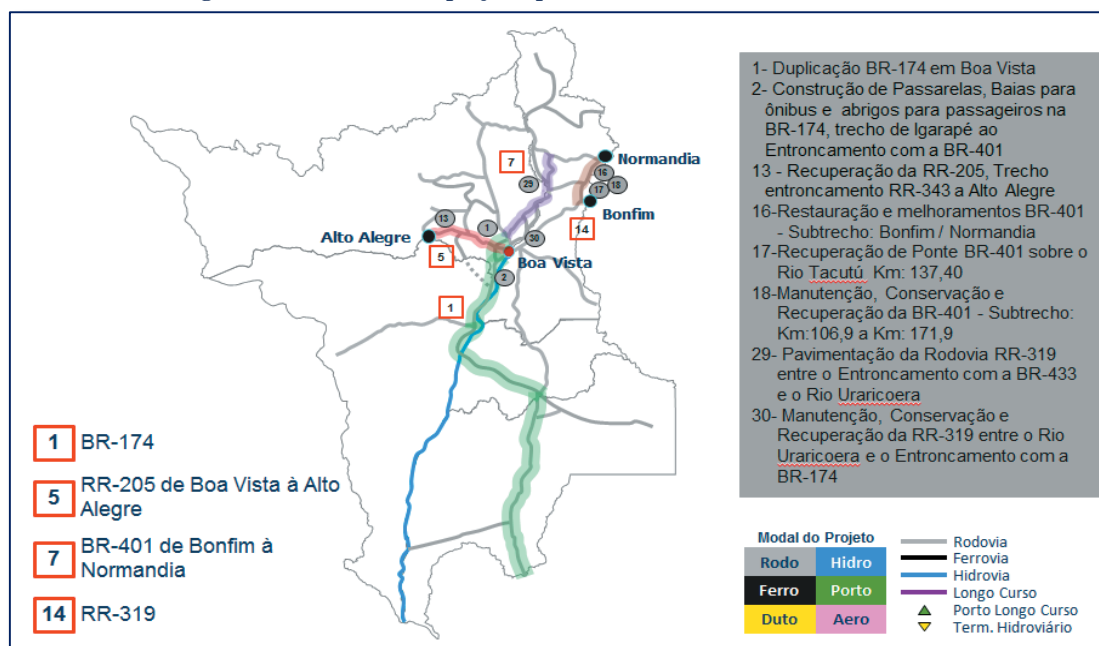 7
29
16
17
18
Normandia
Bonfim
14
13
Alto Alegre
5
1
30
Boa Vista
2
1
1 BR-174
5 RR-205 de Boa Vista à Alto
Alegre
7 BR-401 de Bonfim à
Normandia
14 RR-319
1- Duplicação BR-174 em Boa Vista
2- Construção de Passarelas, Baias para
ônibus e abrigos para passageiros na
BR-174, trecho de Igarapé ao
Entroncamento com a BR-401
13 - Recuperação da RR-205, Trecho
entroncamento RR-343 a Alto Alegre
16-Restauração e melhoramentos BR-401
- Subtrecho: Bonfim / Normandia
17-Recuperação de Ponte BR-401 sobre o
Rio Tacutú Km: 137,40
18-Manutenção, Conservação e
Recuperação da BR-401 - Subtrecho:
Km:106,9 a Km: 171,9
29- Pavimentação da Rodovia RR-319
entre o Entroncamento com a BR-433
e o Rio Uraricoera
30- Manutenção, Conservação e
Recuperação da RR-319 entre o Rio
Uraricoera e o Entroncamento com a
BR-174
Modal do Projeto
Rodo Hidro
Ferro Porto
Duto Aero
Rodovia
Ferrovia
Hidrovia
Longo Curso
Porto Longo Curso
Term. Hidroviário